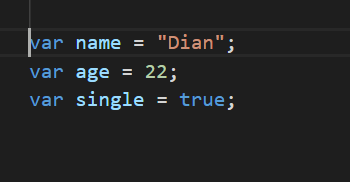 var name = "Dian";
var age = 22;
var single = true;